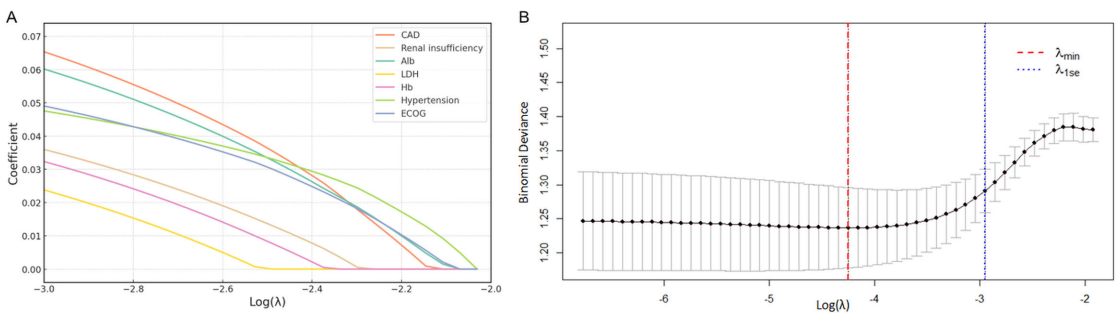 A
0.07
0.06
0.05
0.04
0.03
0.02
0.01
0.00
Coefficient
−3.0
−2.8
−2.6
−2.4
−2.2
−2.0
Log(λ)
CAD
Renal insufficiency
Alb
LDH
Hb
Hypertension
ECOG
B
1.50
1.45
1.40
1.35
1.30
1.25
1.20
Binomial Deviance
-6
-5
-4
-3
-2
Log(λ)
λmin
λ1se